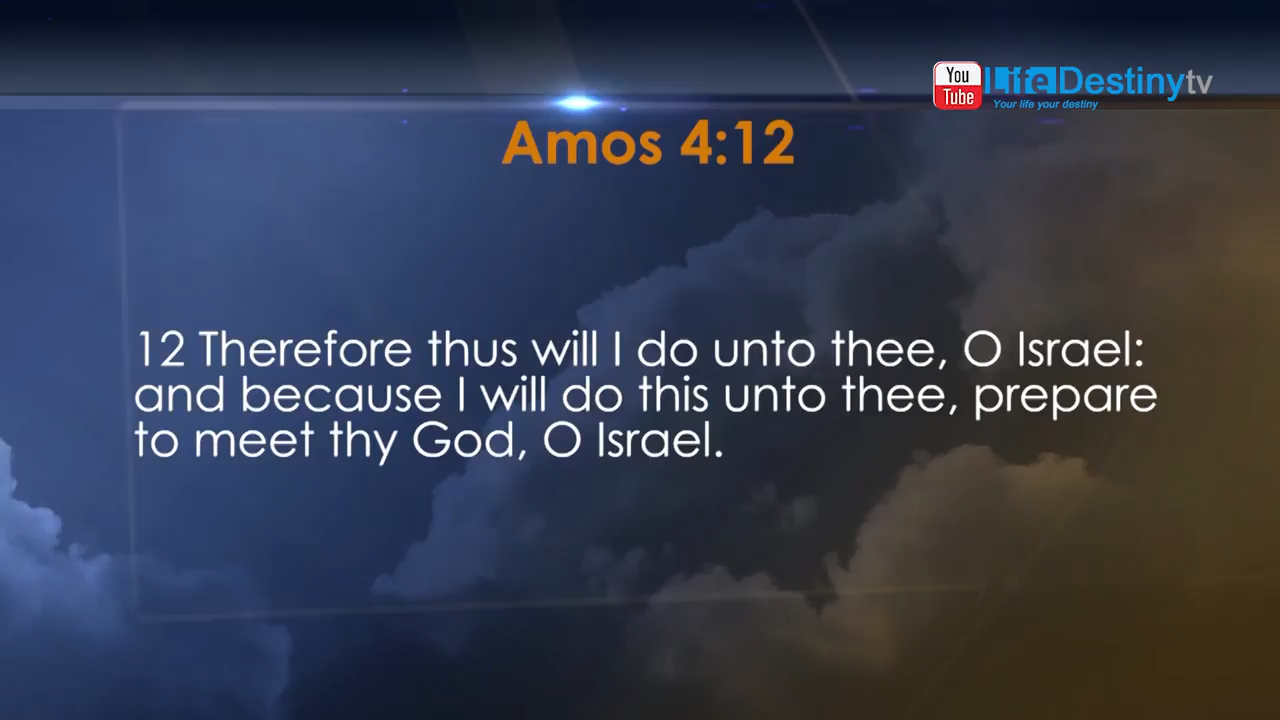 You
Tube
LifeDestinytv
Your life your destiny
Amos 4:12
12 Therefore thus will I do unto thee, O Israel:
and because I will do this unto thee, prepare
to meet thy God, O Israel.